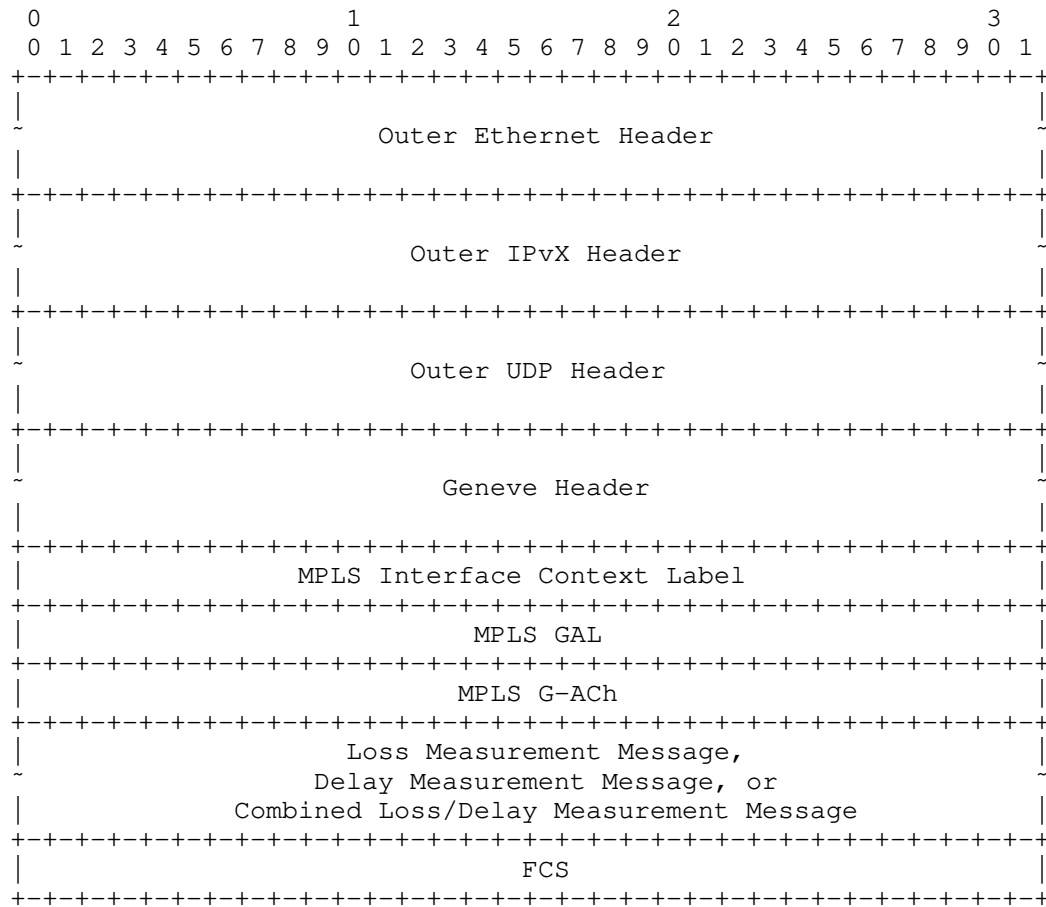 0                   1                   2                   3
 0 1 2 3 4 5 6 7 8 9 0 1 2 3 4 5 6 7 8 9 0 1 2 3 4 5 6 7 8 9 0 1
+-+-+-+-+-+-+-+-+-+-+-+-+-+-+-+-+-+-+-+-+-+-+-+-+-+-+-+-+-+-+-+-+
|                                                               |
~                     Outer Ethernet Header                     ~
|                                                               |
+-+-+-+-+-+-+-+-+-+-+-+-+-+-+-+-+-+-+-+-+-+-+-+-+-+-+-+-+-+-+-+-+
|                                                               |
~                       Outer IPvX Header                       ~
|                                                               |
+-+-+-+-+-+-+-+-+-+-+-+-+-+-+-+-+-+-+-+-+-+-+-+-+-+-+-+-+-+-+-+-+
|                                                               |
~                       Outer UDP Header                        ~
|                                                               |
+-+-+-+-+-+-+-+-+-+-+-+-+-+-+-+-+-+-+-+-+-+-+-+-+-+-+-+-+-+-+-+-+
|                                                               |
~                         Geneve Header                         ~
|                                                               |
+-+-+-+-+-+-+-+-+-+-+-+-+-+-+-+-+-+-+-+-+-+-+-+-+-+-+-+-+-+-+-+-+
|                MPLS Interface Context Label                   |
+-+-+-+-+-+-+-+-+-+-+-+-+-+-+-+-+-+-+-+-+-+-+-+-+-+-+-+-+-+-+-+-+
|                           MPLS GAL                            |
+-+-+-+-+-+-+-+-+-+-+-+-+-+-+-+-+-+-+-+-+-+-+-+-+-+-+-+-+-+-+-+-+
|                          MPLS G-ACh                           |
+-+-+-+-+-+-+-+-+-+-+-+-+-+-+-+-+-+-+-+-+-+-+-+-+-+-+-+-+-+-+-+-+
|                   Loss Measurement Message,                   |
~                 Delay Measurement Message, or                 ~
|            Combined Loss/Delay Measurement Message            |
+-+-+-+-+-+-+-+-+-+-+-+-+-+-+-+-+-+-+-+-+-+-+-+-+-+-+-+-+-+-+-+-+
|                              FCS                              |
+-+-+-+-+-+-+-+-+-+-+-+-+-+-+-+-+-+-+-+-+-+-+-+-+-+-+-+-+-+-+-+-+